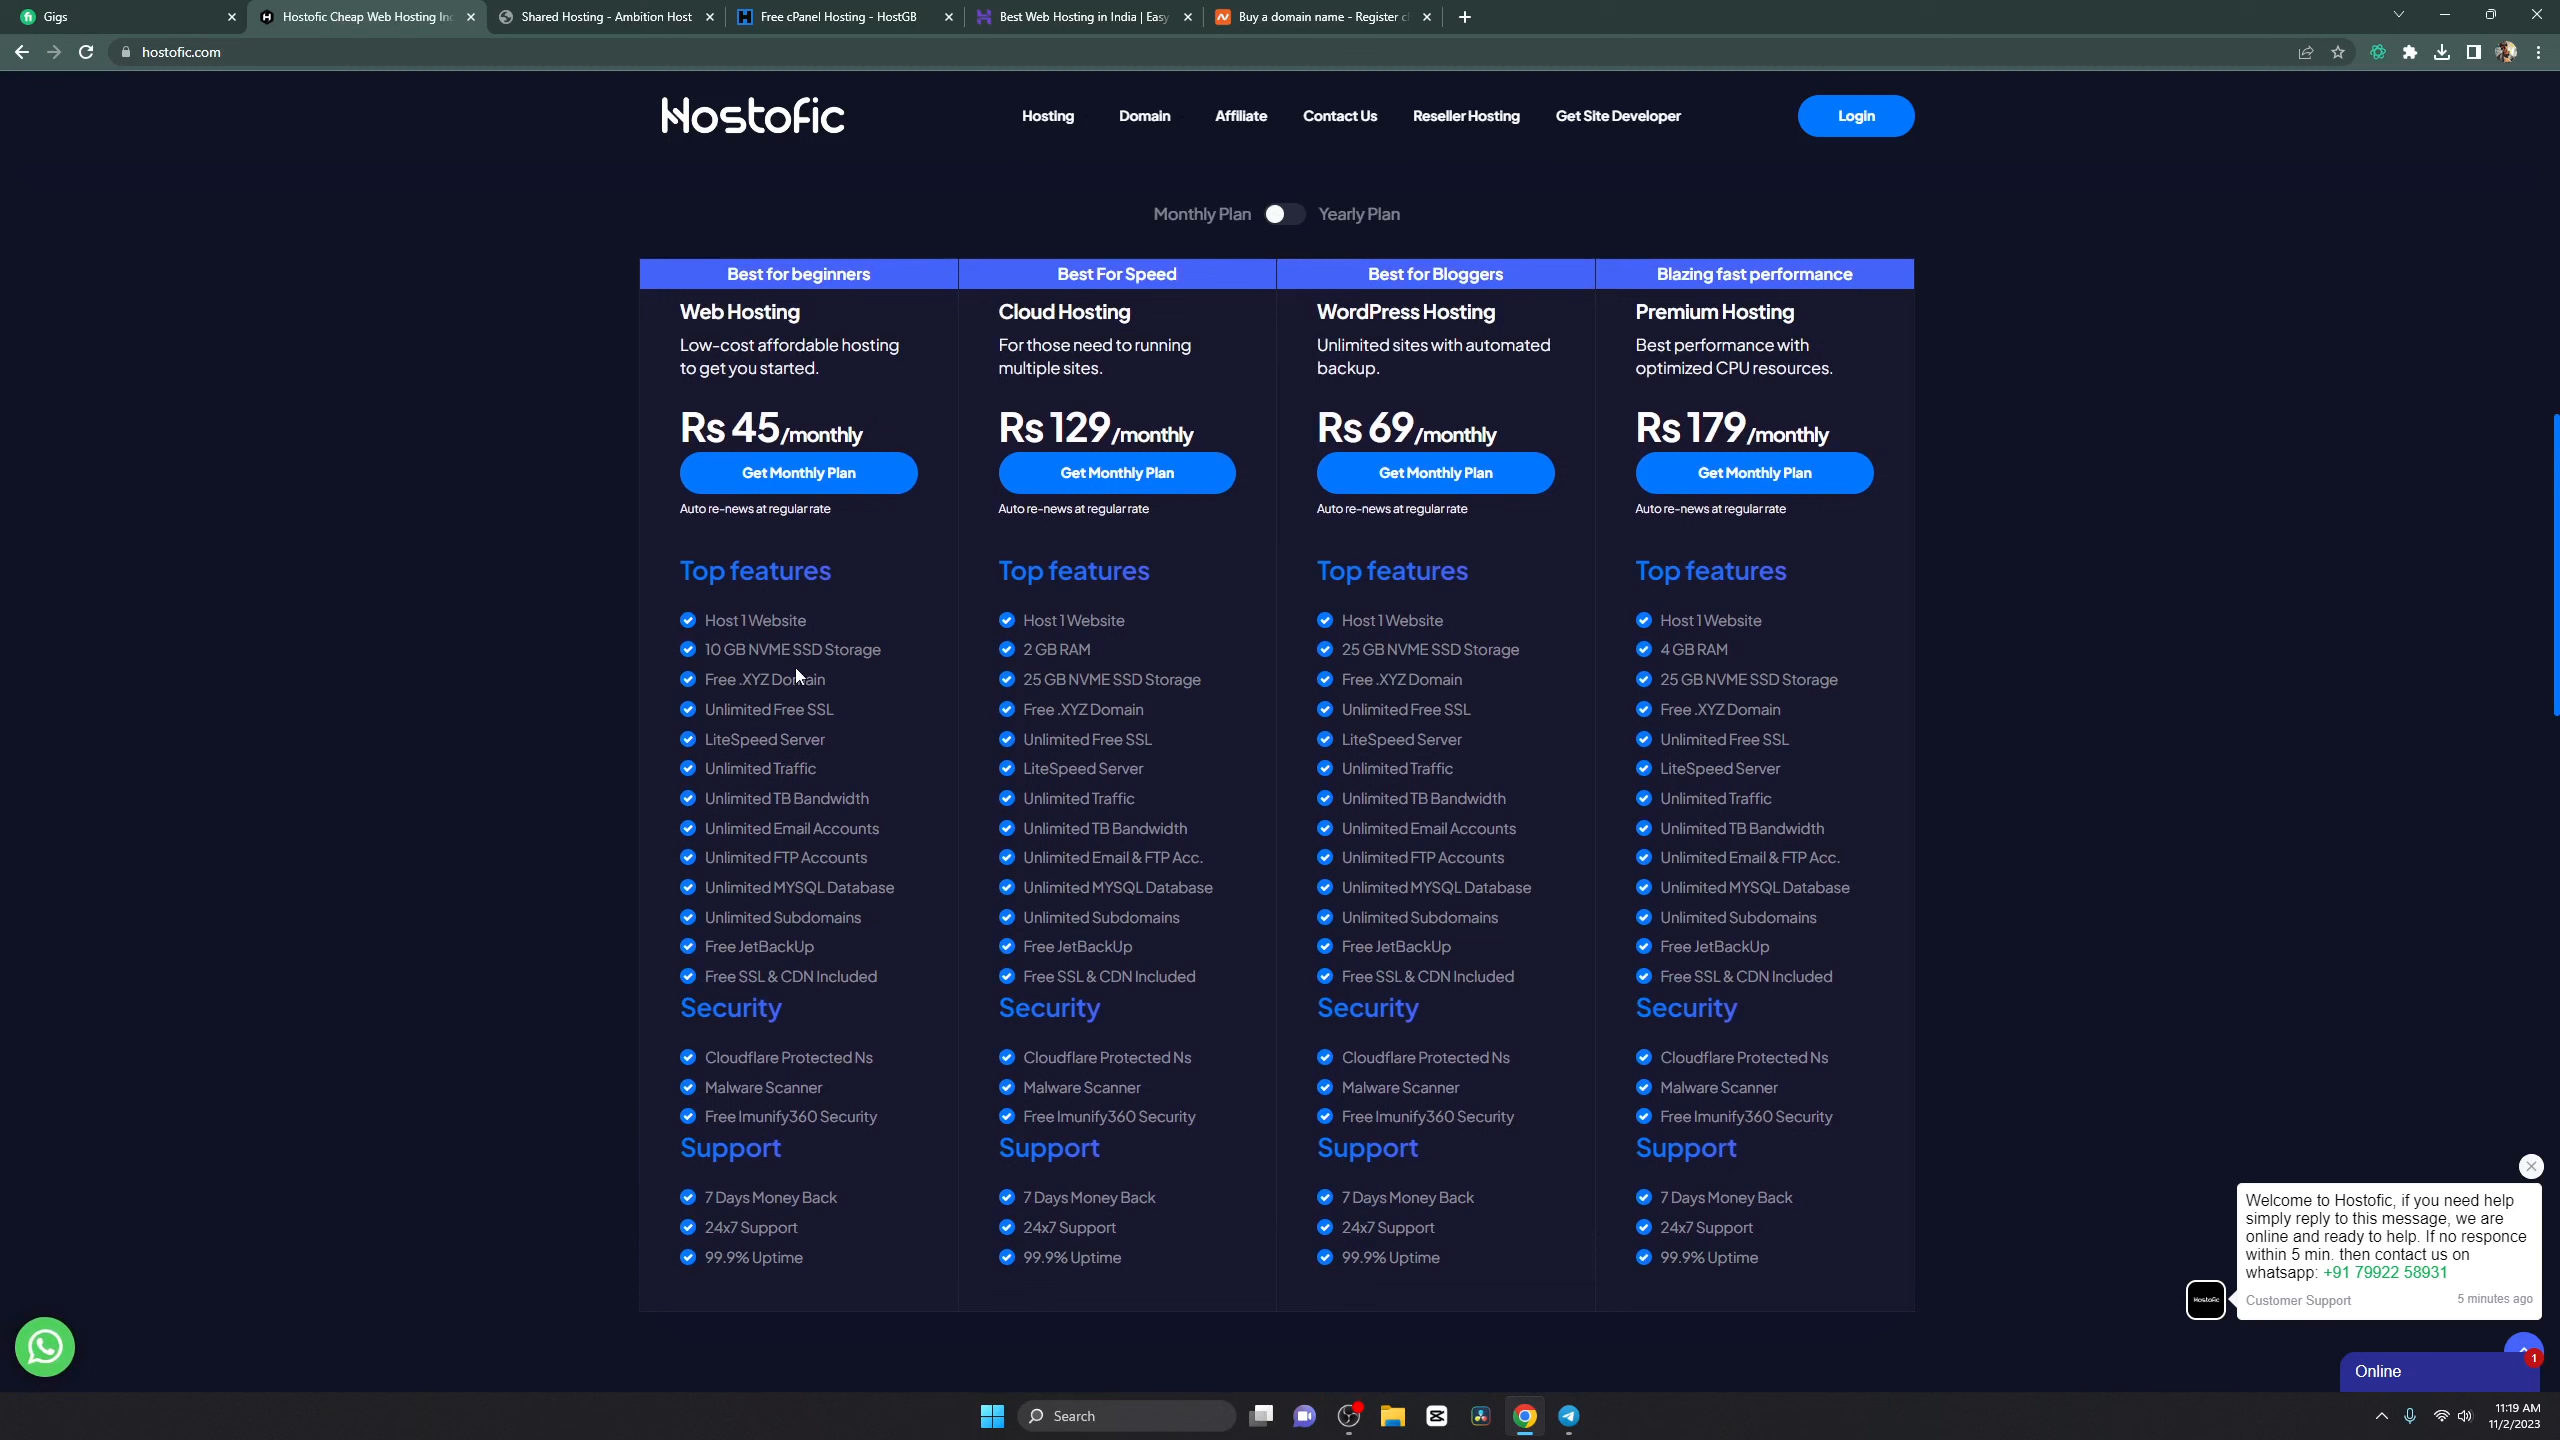 Gigs
Hostofic Cheap Web Hosting Inc
Shared Hosting - Ambition Host
Free cPanel Hosting - HostGB
Best Web Hosting in India | Easy
Buy a domain name - Register c
hostofic.com
Hostofic
Hosting
Domain
Affiliate
Contact Us
Reseller Hosting
Get Site Developer
Login
Monthly Plan
Yearly Plan
Best for beginners
Web Hosting
Low-cost affordable hosting
to get you started.
Rs 45/monthly
Get Monthly Plan
Auto re-news at regular rate
Top features
Host 1 Website
10 GB NVME SSD Storage
Free .XYZ Domain
Unlimited Free SSL
LiteSpeed Server
Unlimited Traffic
Unlimited TB Bandwidth
Unlimited Email Accounts
Unlimited FTP Accounts
Unlimited MYSQL Database
Unlimited Subdomains
Free JetBackUp
Free SSL & CDN Included
Security
Cloudflare Protected Ns
Malware Scanner
Free Imunify360 Security
Support
7 Days Money Back
24x7 Support
99.9% Uptime
Best For Speed
Cloud Hosting
For those need to running
multiple sites.
Rs 129/monthly
Get Monthly Plan
Auto re-news at regular rate
Top features
Host 1 Website
2 GB RAM
25 GB NVME SSD Storage
Free .XYZ Domain
Unlimited Free SSL
LiteSpeed Server
Unlimited Traffic
Unlimited TB Bandwidth
Unlimited Email & FTP Acc.
Unlimited MYSQL Database
Unlimited Subdomains
Free JetBackUp
Free SSL & CDN Included
Security
Cloudflare Protected Ns
Malware Scanner
Free Imunify360 Security
Support
7 Days Money Back
24x7 Support
99.9% Uptime
Best for Bloggers
WordPress Hosting
Unlimited sites with automated
backup.
Rs 69/monthly
Get Monthly Plan
Auto re-news at regular rate
Top features
Host 1 Website
25 GB NVME SSD Storage
Free .XYZ Domain
Unlimited Free SSL
LiteSpeed Server
Unlimited Traffic
Unlimited TB Bandwidth
Unlimited Email Accounts
Unlimited FTP Accounts
Unlimited MYSQL Database
Unlimited Subdomains
Free JetBackUp
Free SSL & CDN Included
Security
Cloudflare Protected Ns
Malware Scanner
Free Imunify360 Security
Support
7 Days Money Back
24x7 Support
99.9% Uptime
Blazing fast performance
Premium Hosting
Best performance with
optimized CPU resources.
Rs 179/monthly
Get Monthly Plan
Auto re-news at regular rate
Top features
Host 1 Website
4 GB RAM
25 GB NVME SSD Storage
Free .XYZ Domain
Unlimited Free SSL
LiteSpeed Server
Unlimited Traffic
Unlimited TB Bandwidth
Unlimited Email & FTP Acc.
Unlimited MYSQL Database
Unlimited Subdomains
Free JetBackUp
Free SSL & CDN Included
Security
Cloudflare Protected Ns
Malware Scanner
Free Imunify360 Security
Support
7 Days Money Back
24x7 Support
99.9% Uptime
Welcome to Hostofic, if you need help
simply reply to this message, we are
online and ready to help. If no responce
within 5 min. then contact us on
whatsapp: +91 79922 58931
Hostofic
Customer Support
5 minutes ago
1
Online
Search
11:19 AM
11/2/2023